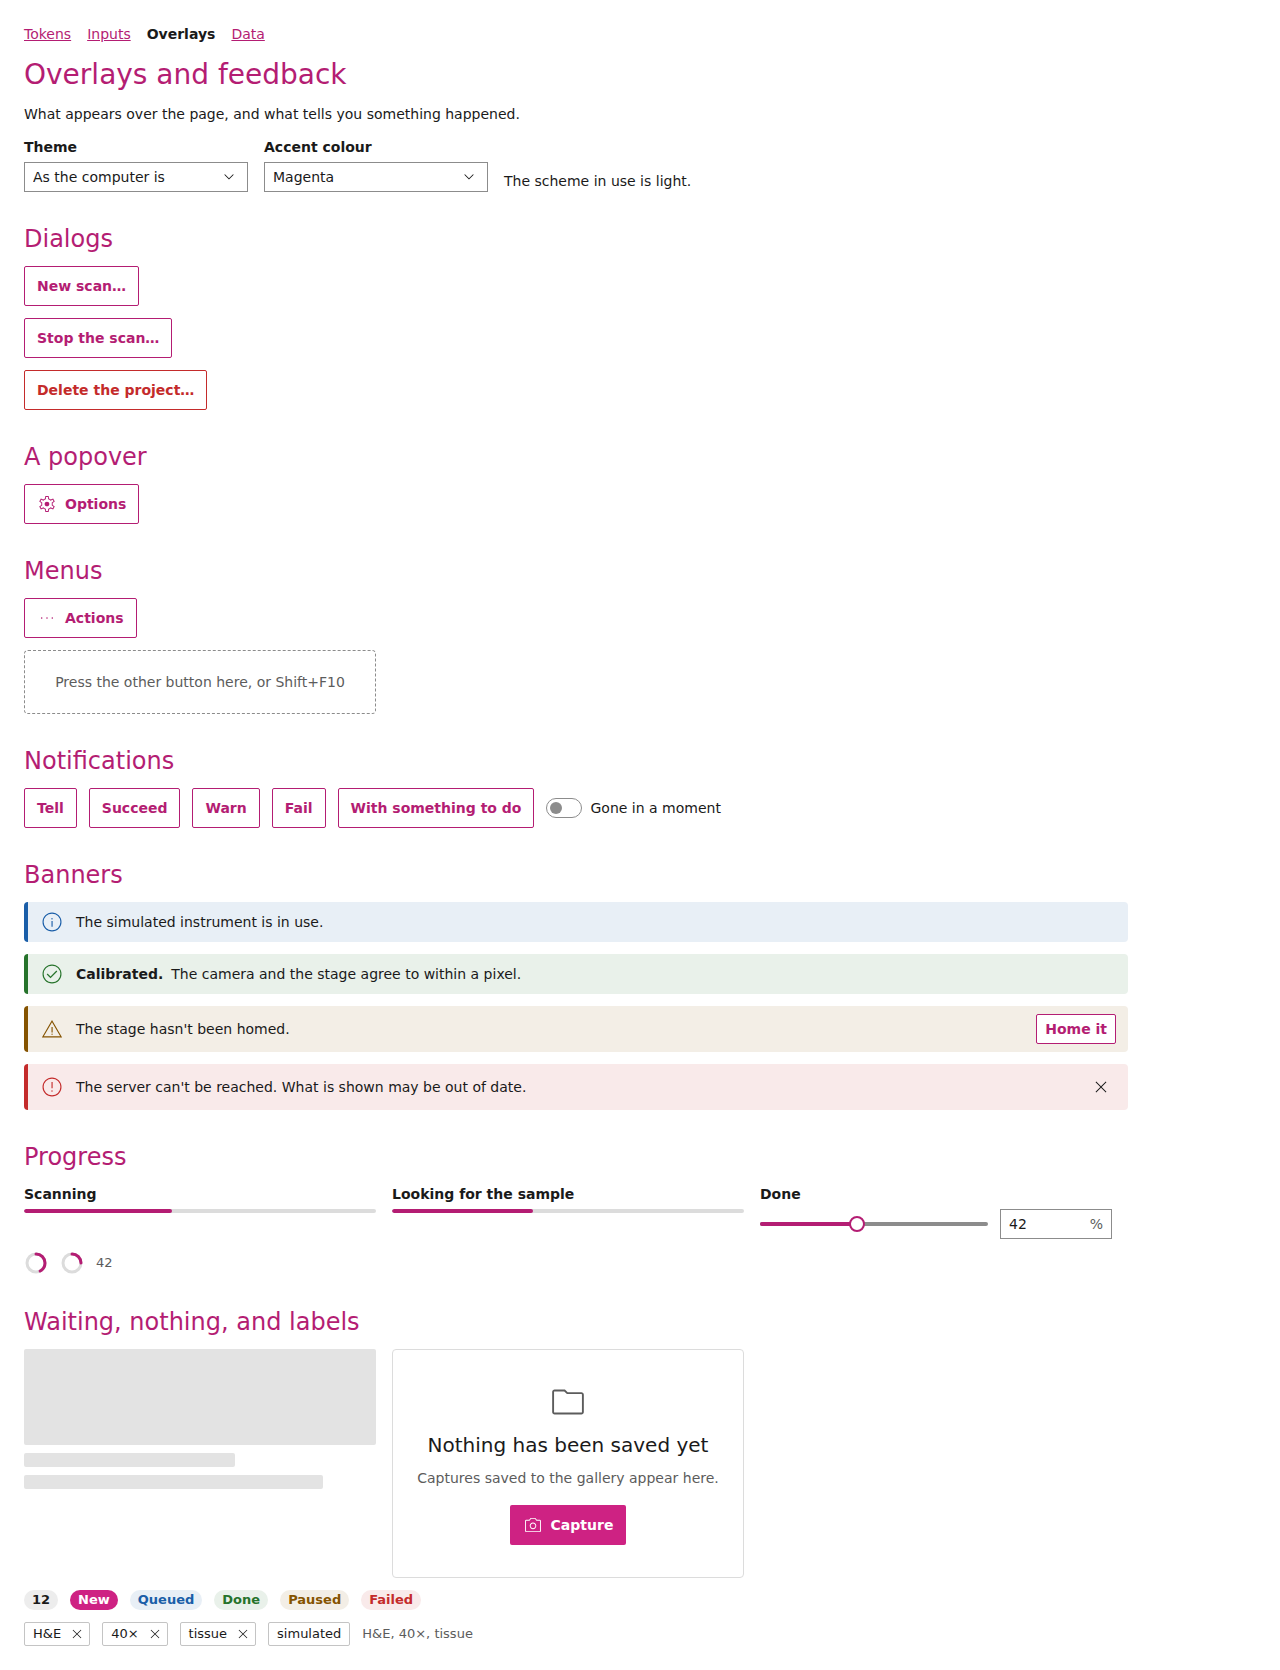 Tokens Inputs Overlays Data
Overlays and feedback
What appears over the page, and what tells you something happened.
Theme Accent colour
As the computer is Magenta The scheme in use is light.
Dialogs
New scan…
Stop the scan…
Delete the project…
A popover
Options
Menus
Actions
Press the other button here, or Shift+F10
Notifications
Tell Succeed Warn Fail With something to do Gone in a moment
Banners
The simulated instrument is in use.
Calibrated. The camera and the stage agree to within a pixel.
The stage hasn't been homed. Home it
The server can't be reached. What is shown may be out of date.
Progress
Scanning Looking for the sample Done
42 %
42
Waiting, nothing, and labels
Nothing has been saved yet
Captures saved to the gallery appear here.
Capture
12 New Queued Done Paused Failed
H&E 40× tissue simulated H&E, 40×, tissue